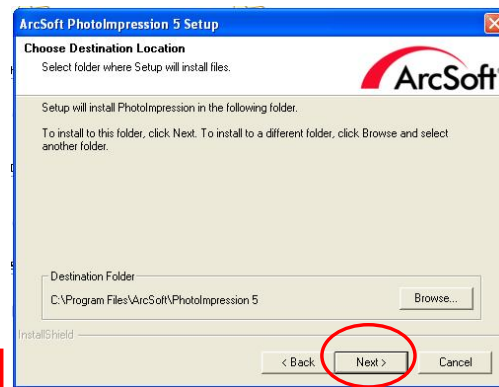 ArcSoft PhotoImpression 5 Setup
Choose Destination Location
Select folder where Setup will install files.
ArcSoft
Setup will install PhotoImpression in the following folder.
To install to this folder, click Next. To install to a different folder, click Browse and select
another folder.
Destination Folder
C:\Program Files\ArcSoft\PhotoImpression 5
Browse...
InstallShield
< Back
Next >
Cancel